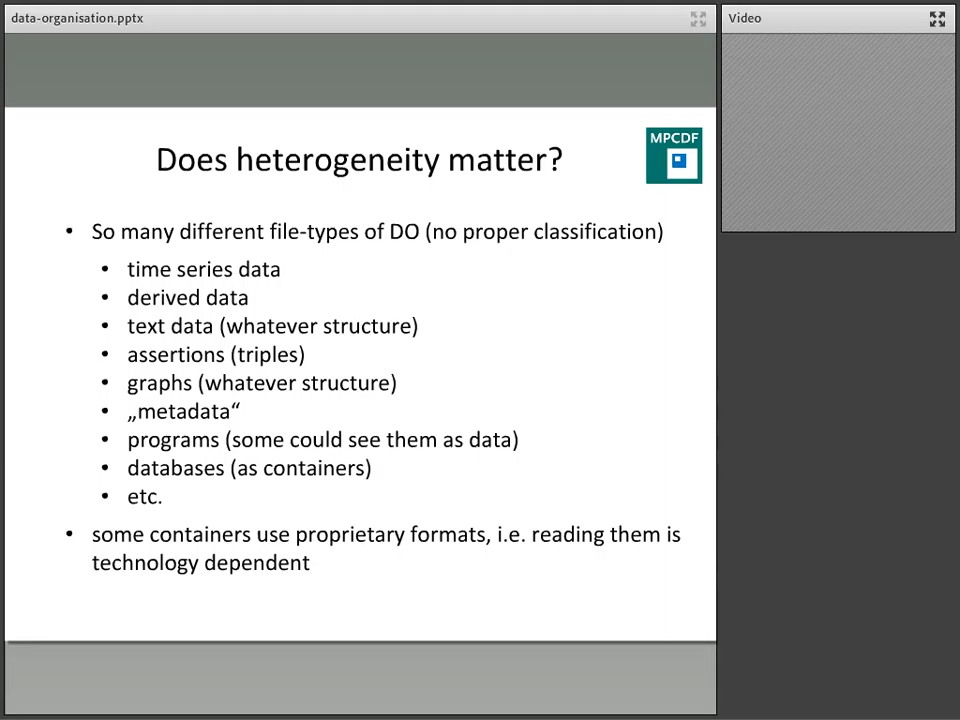 data-organisation.pptx
Video
Does heterogeneity matter?
MPCDF
• So many different file-types of DO (no proper classification)
• time series data
• derived data
• text data (whatever structure)
• assertions (triples)
• graphs (whatever structure)
• „metadata“
• programs (some could see them as data)
• databases (as containers)
• etc.
• some containers use proprietary formats, i.e. reading them is
technology dependent